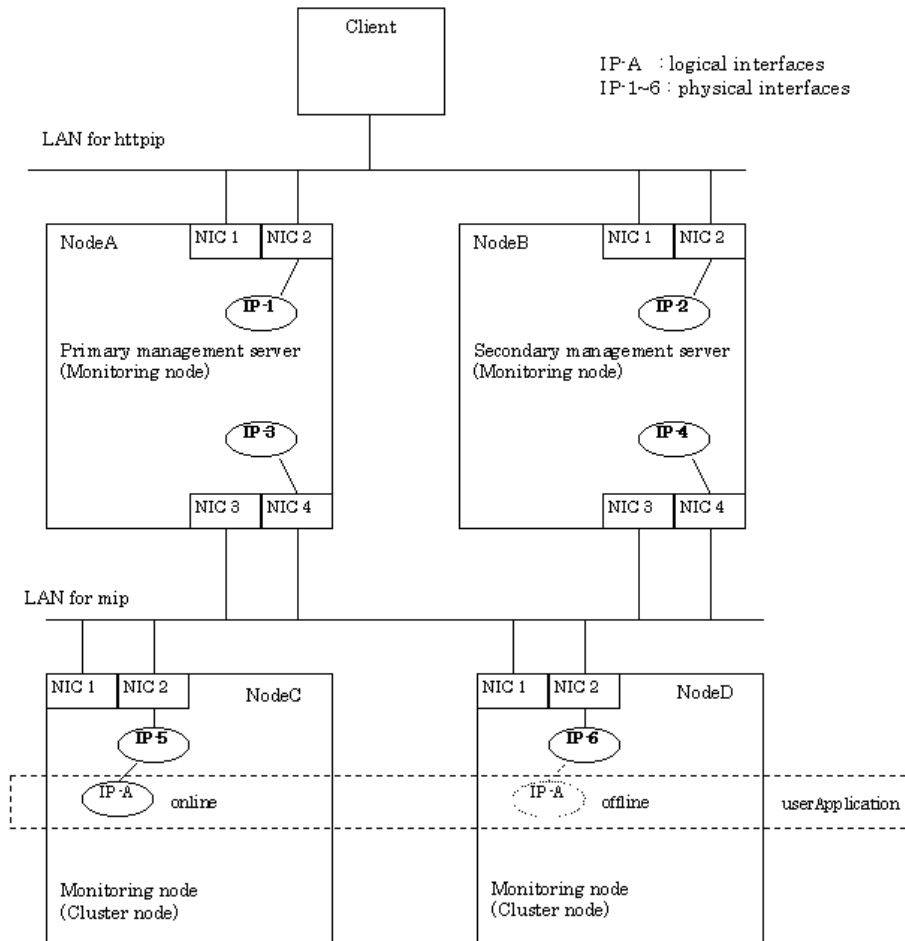 Client
IP-A : logical interfaces
IP-1~6 : physical interfaces
LAN for httpip
NodeA
NIC 1
NIC 2
NodeB
NIC 1
NIC 2
IP-1
IP-2
Primary management server
(Monitoring node)
Secondary management server
(Monitoring node)
IP-3
IP-4
NIC 3
NIC 4
NIC 3
NIC 4
LAN for mip
NIC 1
NIC 2
NodeC
NIC 1
NIC 2
NodeD
IP-5
IP-6
IP-A
online
IP-A
offline
userApplication
Monitoring node
(Cluster node)
Monitoring node
(Cluster node)